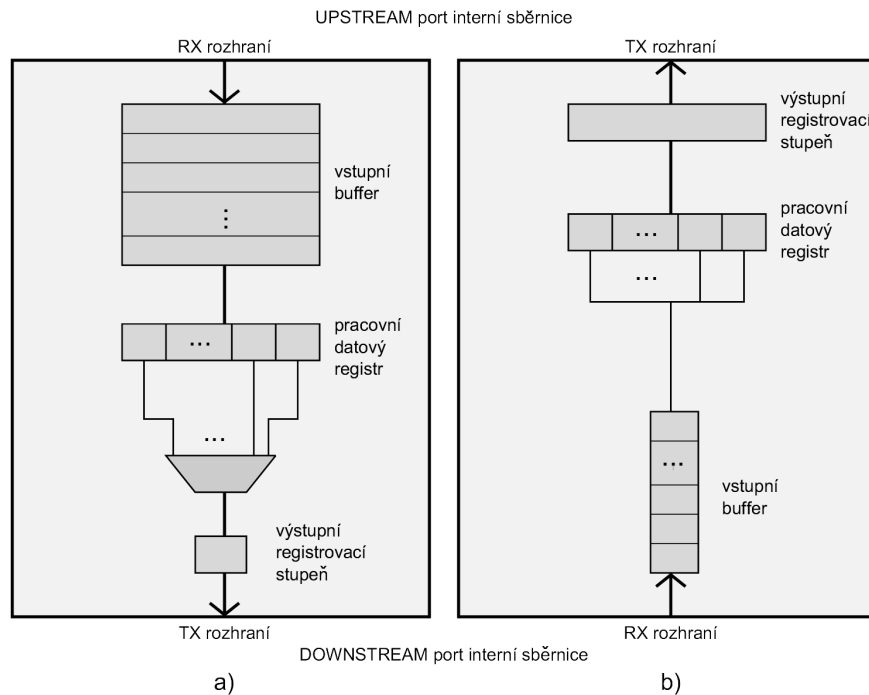 UPSTREAM port interní sběrnice
RX rozhraní
vstupní
buffer
...
pracovní
datový
registr
...
...
výstupní
registrovací
stupeň
TX rozhraní
TX rozhraní
výstupní
registrovací
stupeň
pracovní
datový
registr
...
...
...
vstupní
buffer
RX rozhraní
DOWNSTREAM port interní sběrnice
a)
b)